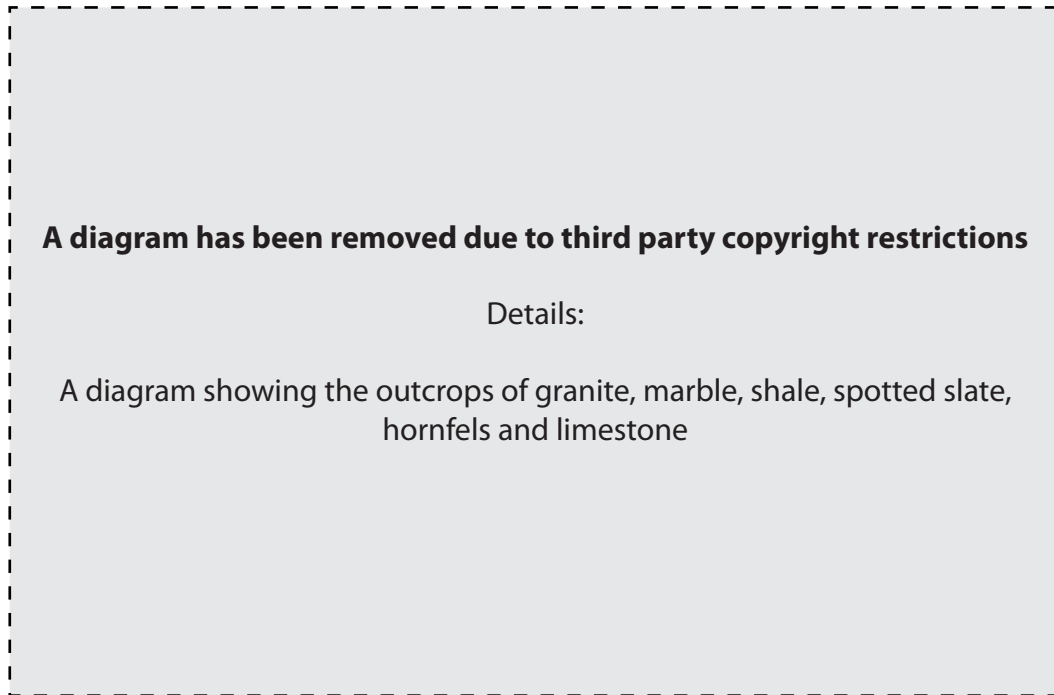 A diagram has been removed due to third party copyright restrictions
Details:
A diagram showing the outcrops of granite, marble, shale, spotted slate,
hornfels and limestone